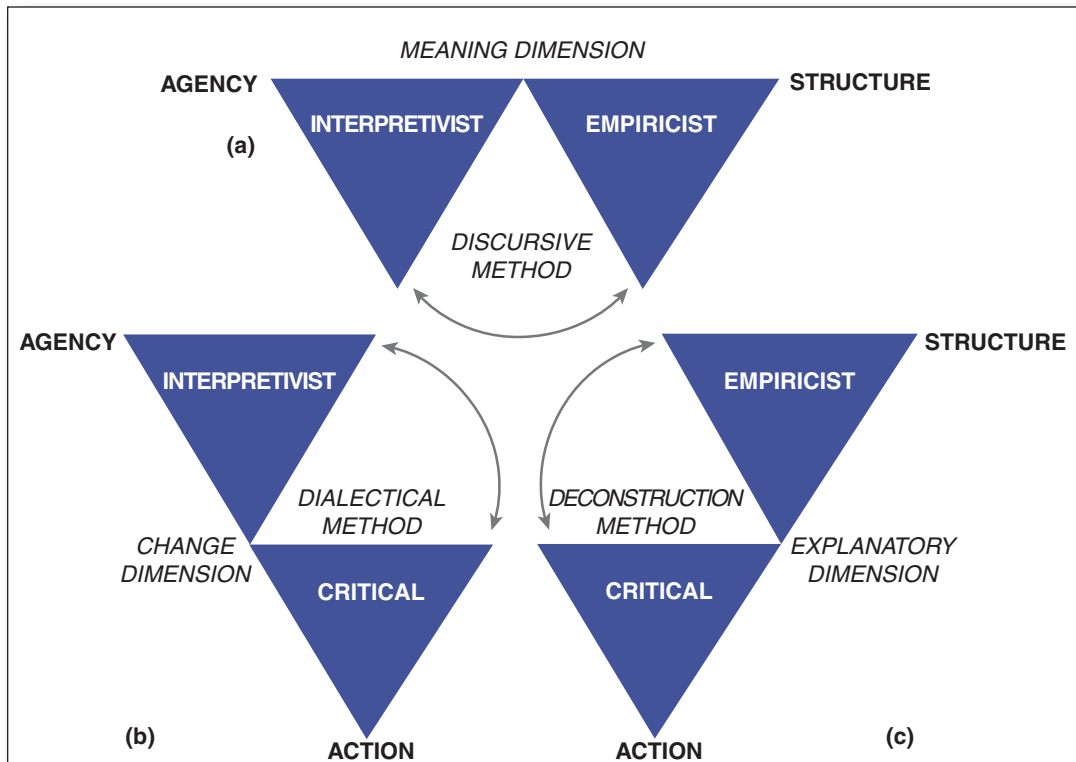 MEANING DIMENSION
AGENCY
STRUCTURE
INTERPRETIVIST
EMPIRICIST
(a)
DISCURSIVE
METHOD
AGENCY
STRUCTURE
INTERPRETIVIST
EMPIRICIST
DIALECTICAL
METHOD
DECONSTRUCTION
METHOD
CHANGE
DIMENSION
EXPLANATORY
DIMENSION
CRITICAL
CRITICAL
(b)
ACTION
ACTION
(c)